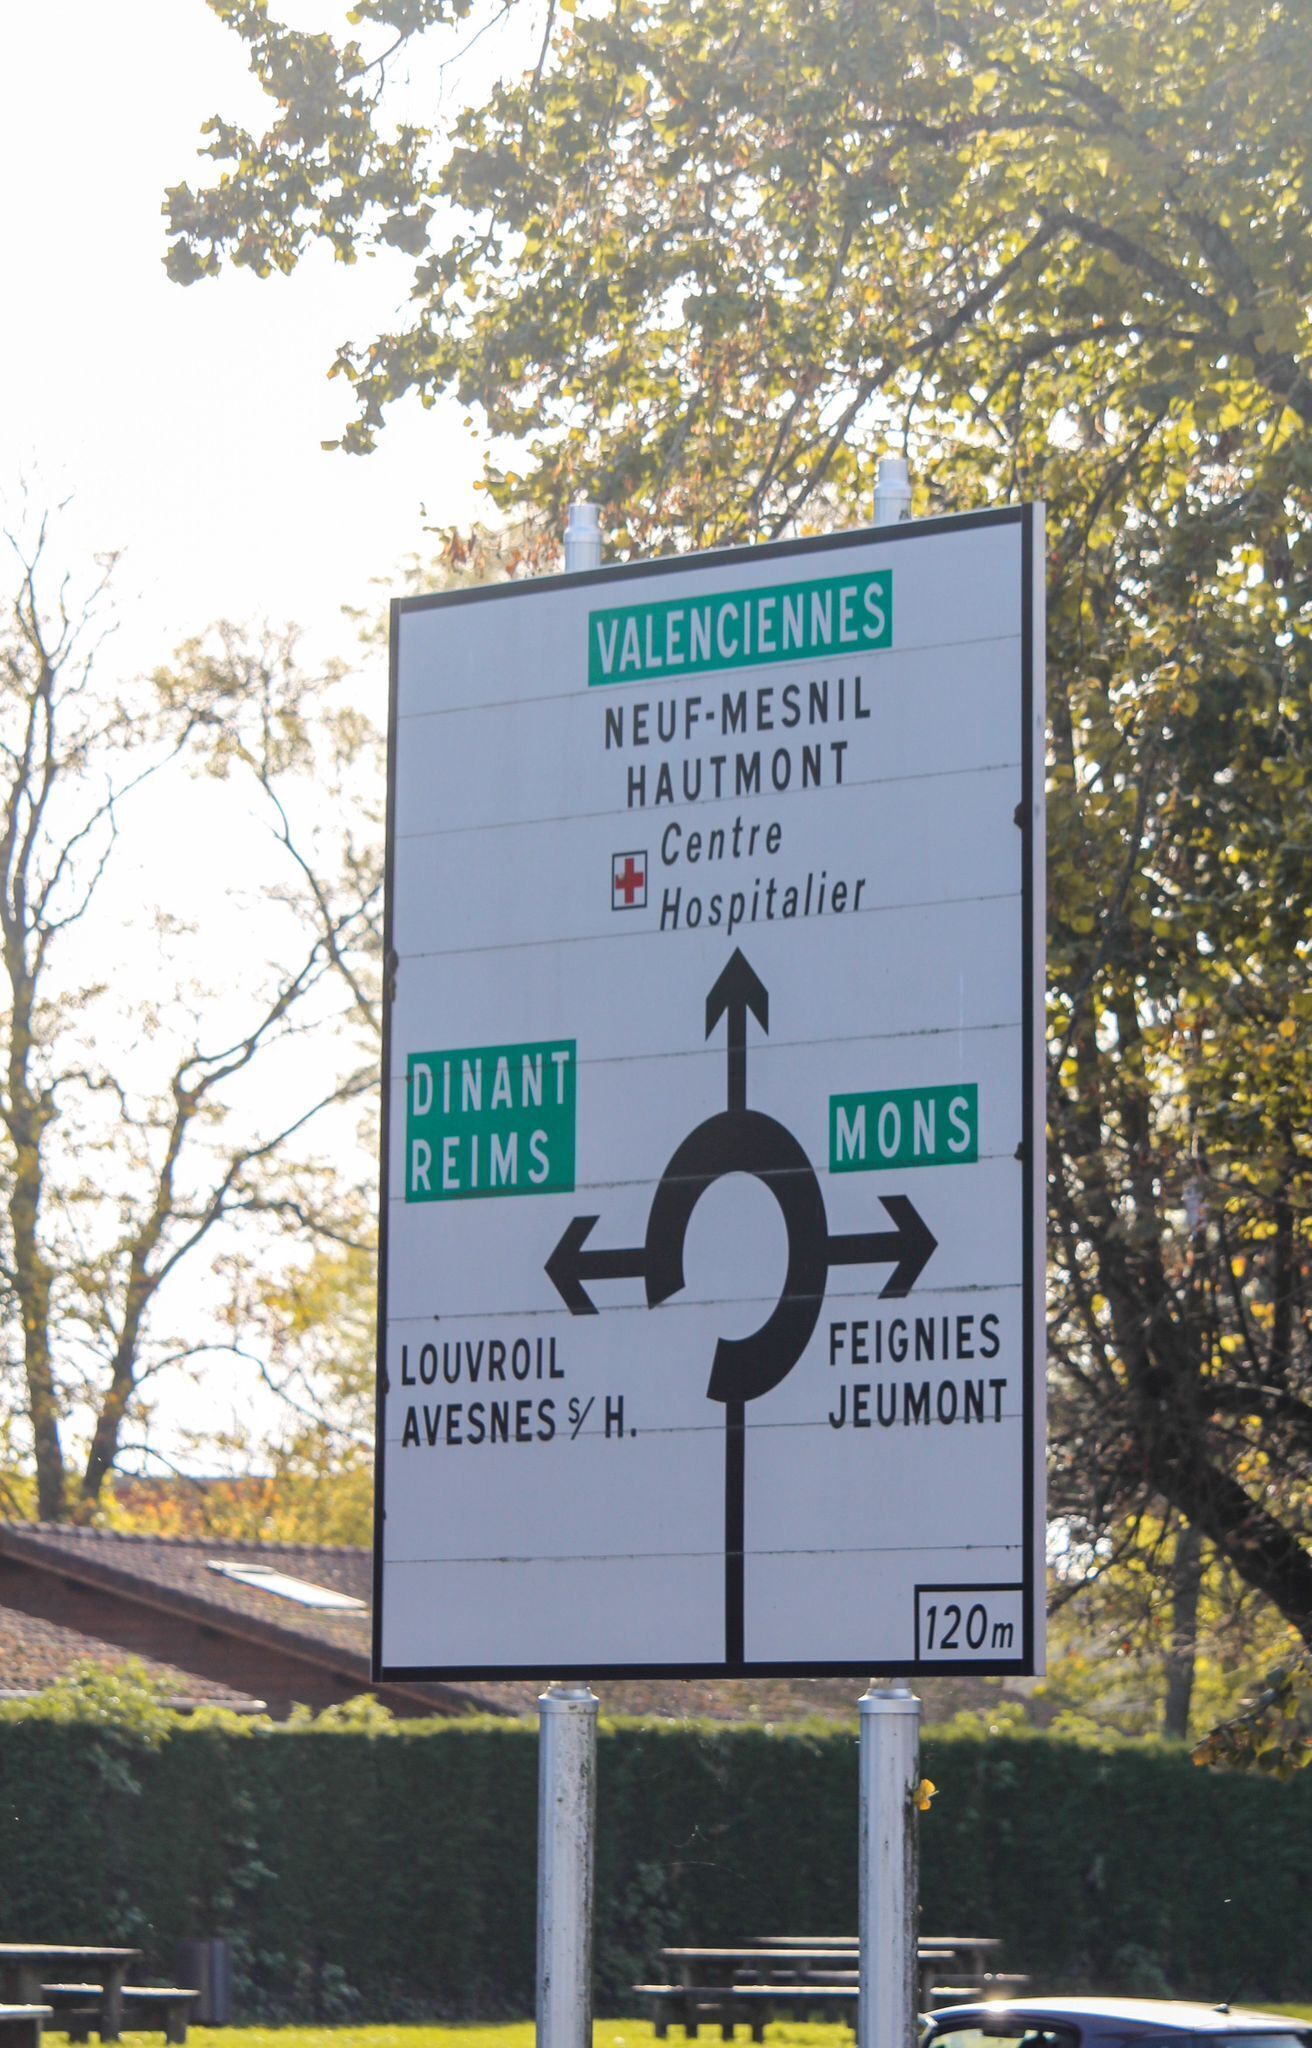 VALENCIENNES
NEUF-MESNIL
HAUTMONT
Centre
Hospitalier
DINANT
REIMS
MONS
LOUVROIL
AVESNES S/ H.
FEIGNIES
JEUMONT
120m